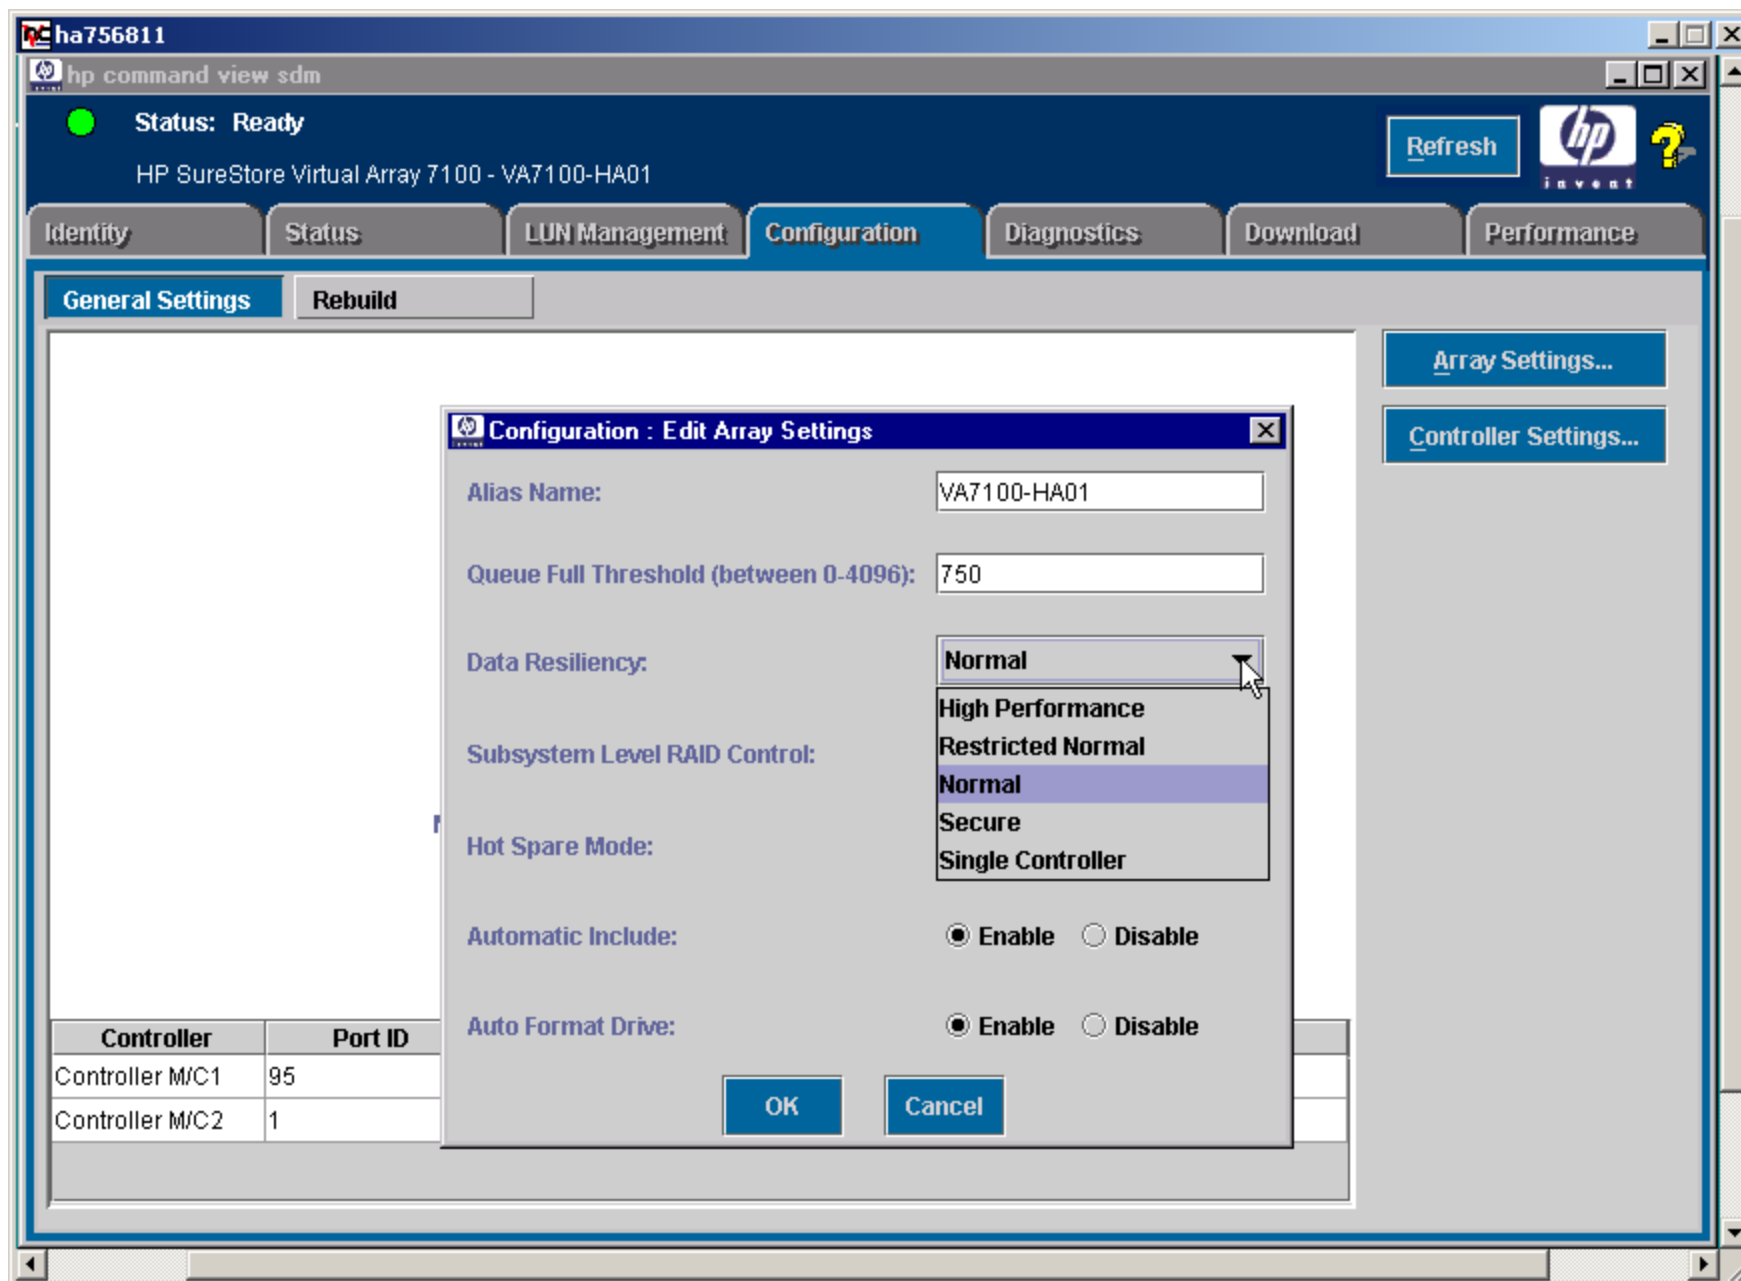 ha756811
hp command view sdm
Status: Ready
HP SureStore Virtual Array 7100 - VA7100-HA01
Refresh
hp
invent
Identity
Status
LUN Management
Configuration
Diagnostics
Download
Performance
General Settings
Rebuild
Array Settings...
Controller Settings...
Configuration : Edit Array Settings
Alias Name:
VA7100-HA01
Queue Full Threshold (between 0-4096):
750
Data Resiliency:
Normal
High Performance
Restricted Normal
Normal
Secure
Single Controller
Subsystem Level RAID Control:
Hot Spare Mode:
Automatic Include:
Enable
Disable
Auto Format Drive:
Enable
Disable
OK
Cancel
Controller
Port ID
Controller M/C1
95
Controller M/C2
1